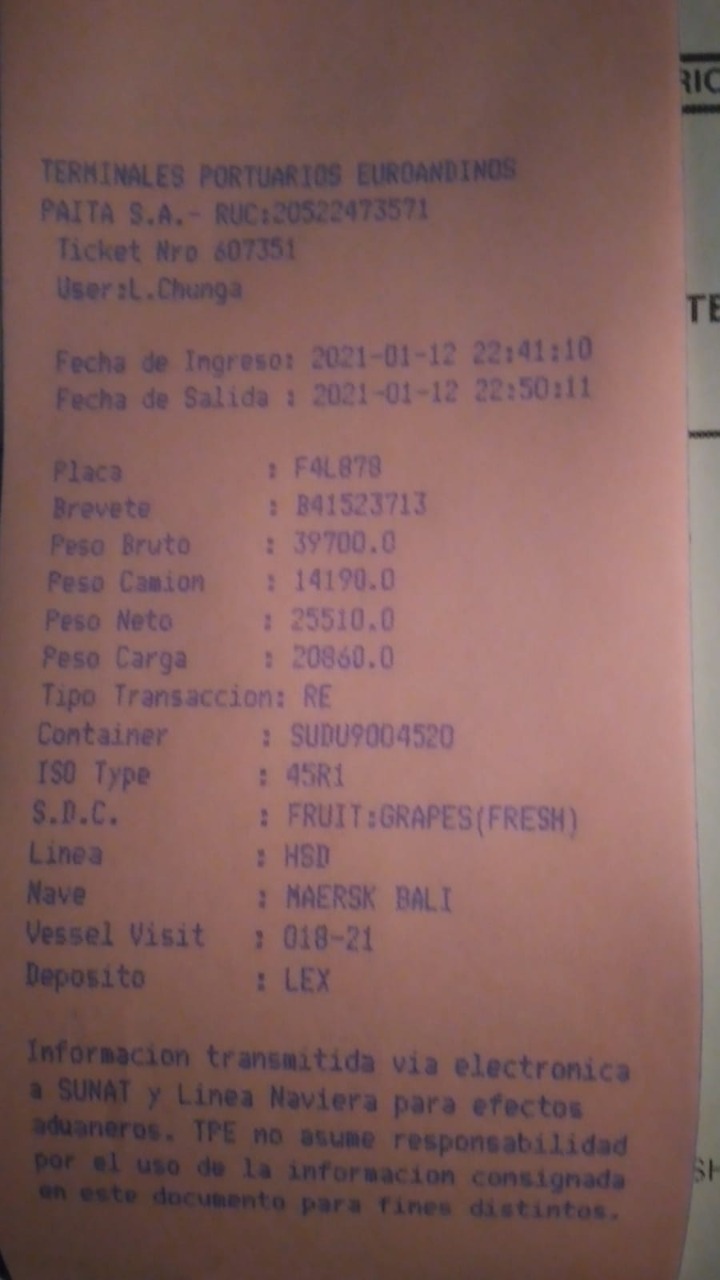 TERMINALES PORTUARIOS EUROANDINOS
PAITA S.A.- RUC:20522473571
Ticket Nro 607351
User:L.Chunga
Fecha de Ingreso: 2021-01-12 22:41:10
Fecha de Salida : 2021-01-12 22:50:11
Placa : F4L878
Brevete : B41523713
Peso Bruto : 39700.0
Peso Camion : 14190.0
Peso Neto : 25510.0
Peso Carga : 20860.0
Tipo Transaccion: RE
Container : SUDU9004520
ISO Type : 45R1
S.D.C. : FRUIT:GRAPES(FRESH)
Linea : HSD
Nave : MAERSK BALI
Vessel Visit : 018-21
Deposito : LEX
Informacion transmitida via electronica
a SUNAT y Linea Naviera para efectos
aduaneros. TPE no asume responsabilidad
por el uso de la informacion consignada
en este documento para fines distintos.